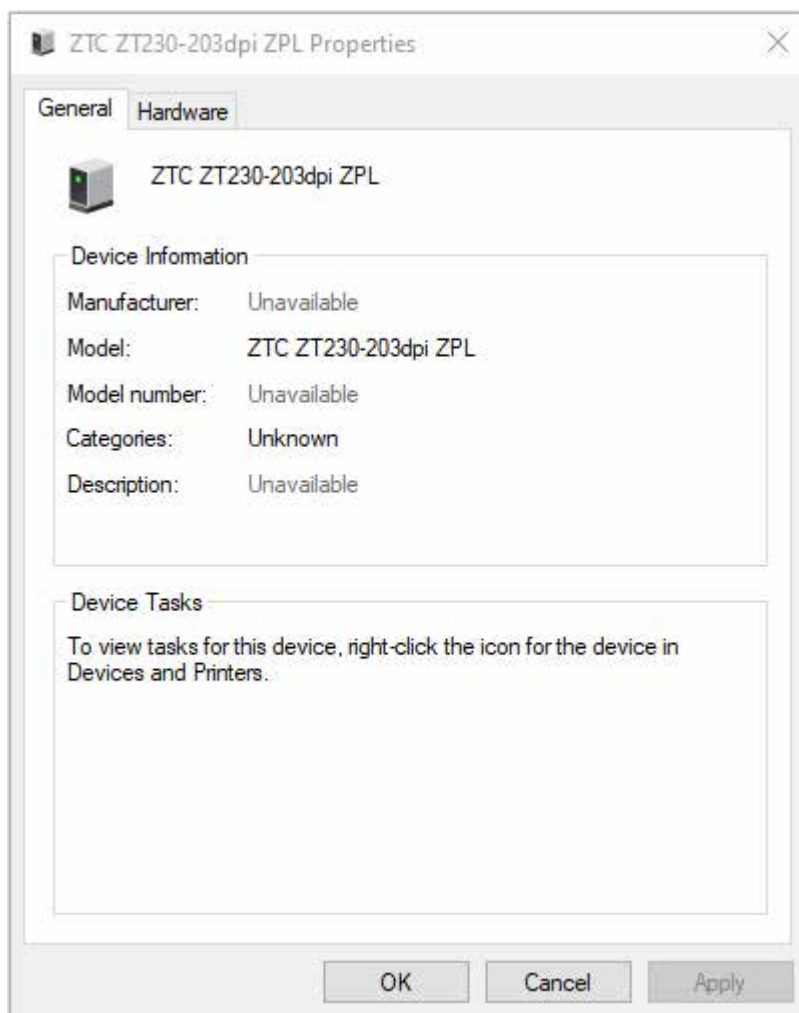 ZTC ZT230-203dpi ZPL Properties
General Hardware
ZTC ZT230-203dpi ZPL
Device Information
Manufacturer: Unavailable
Model: ZTC ZT230-203dpi ZPL
Model number: Unavailable
Categories: Unknown
Description: Unavailable
Device Tasks
To view tasks for this device, right-click the icon for the device in
Devices and Printers.
OK Cancel Apply